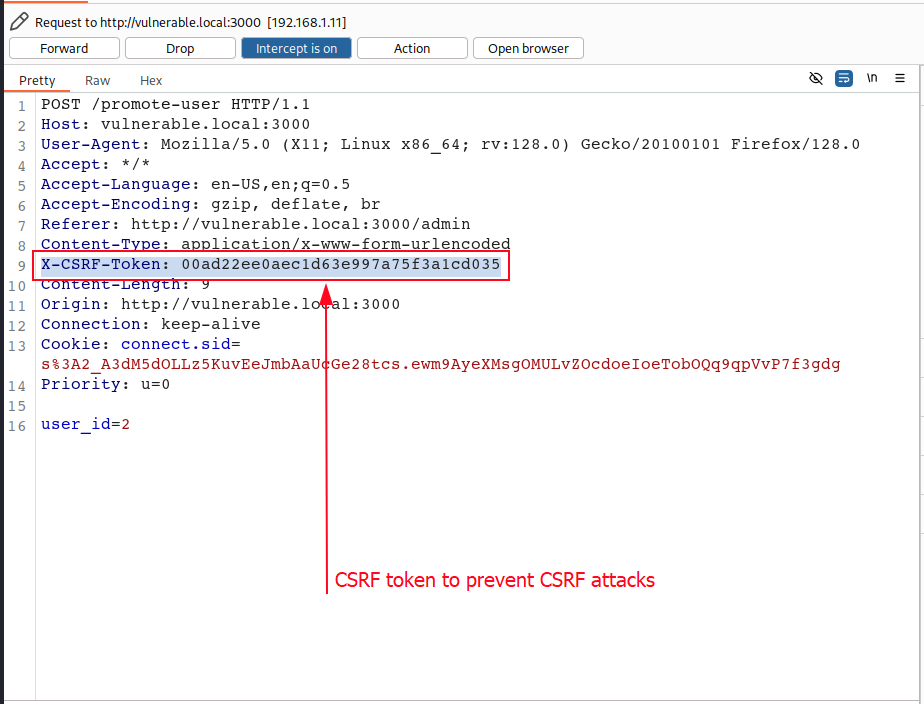 Request to http://vulnerable.local:3000 [192.168.1.11]
Forward Drop Intercept is on Action Open browser
Pretty Raw Hex \n
1 POST /promote-user HTTP/1.1
2 Host: vulnerable.local:3000
3 User-Agent: Mozilla/5.0 (X11; Linux x86_64; rv:128.0) Gecko/20100101 Firefox/128.0
4 Accept: */*
5 Accept-Language: en-US,en;q=0.5
6 Accept-Encoding: gzip, deflate, br
7 Referer: http://vulnerable.local:3000/admin
8 Content-Type: application/x-www-form-urlencoded
9 X-CSRF-Token: 00ad22ee0aec1d63e997a75f3a1cd035
10 Content-Length: 9
11 Origin: http://vulnerable.local:3000
12 Connection: keep-alive
13 Cookie: connect.sid=
s%3A2_A3dM5dOLLz5KuvEeJmbAaUcGe28tcs.ewm9AyeXMsgOMULvZOcdoeIoeTobOQq9qpVvP7f3gdg
14 Priority: u=0
15
16 user_id=2
CSRF token to prevent CSRF attacks